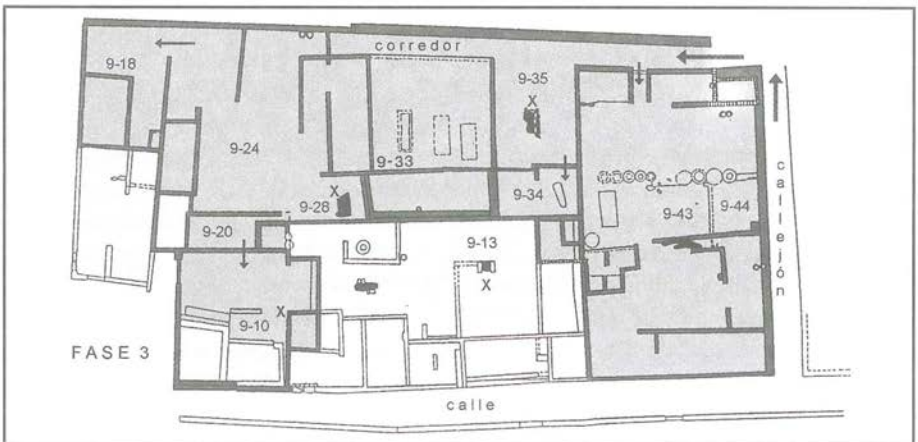 corredor
9-18
9-35
9-24
9-33
9-34
9-28
9-43
9-44
9-20
9-13
9-10
FASE 3
calle
callejón
X
X
X
X